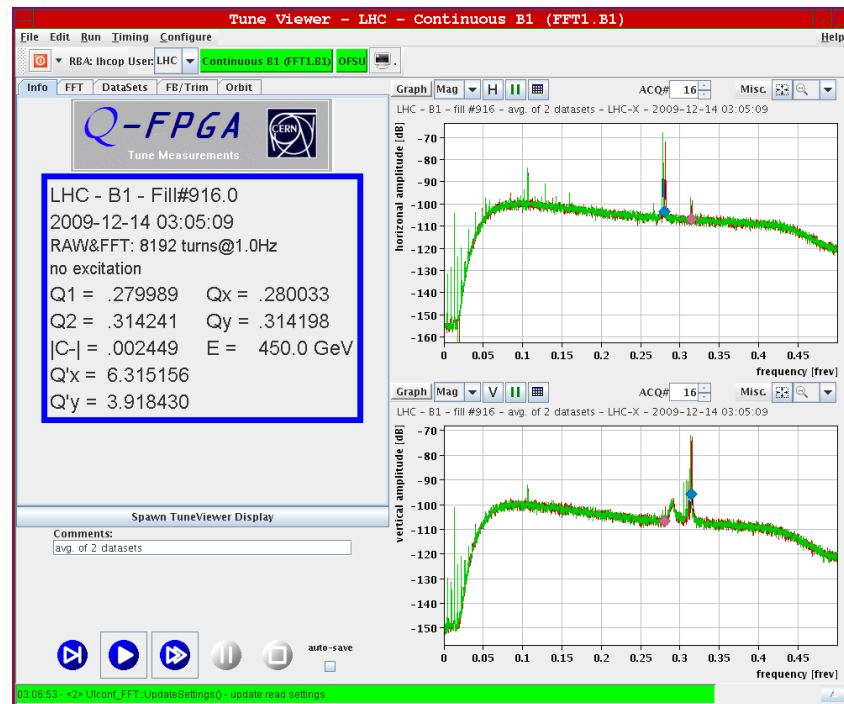 Tune Viewer - LHC - Continuous B1 (FFT1.B1)
File Edit Run Timing Configure Help
RBA: lhcop User: LHC Continuous B1 (FFT1.B1) OFSU
Info FFT DataSets FB/Trim Orbit
Q-FPGA
Tune Measurements
CERN
LHC - B1 - Fill#916.0
2009-12-14 03:05:09
RAW&FFT: 8192 turns@1.0Hz
no excitation
Q1 = .279989 Qx = .280033
Q2 = .314241 Qy = .314198
|C-| = .002449 E = 450.0 GeV
Q'x = 6.315156
Q'y = 3.918430
Spawn TuneViewer Display
Comments:
avg. of 2 datasets
auto-save
Graph Mag H ACQ# 16 Misc.
LHC - B1 - fill #916 - avg. of 2 datasets - LHC-X - 2009-12-14 03:05:09
horizonal amplitude [dB]
-70
-80
-90
-100
-110
-120
-130
-140
-150
-160
0 0.05 0.1 0.15 0.2 0.25 0.3 0.35 0.4 0.45
frequency [frev]
Graph Mag V ACQ# 16 Misc.
LHC - B1 - fill #916 - avg. of 2 datasets - LHC-X - 2009-12-14 03:05:09
vertical amplitude [dB]
-70
-80
-90
-100
-110
-120
-130
-140
-150
0 0.05 0.1 0.15 0.2 0.25 0.3 0.35 0.4 0.45
frequency [frev]
03:06:53 - <2> UIconf_FFT::UpdateSettings() - update read settings